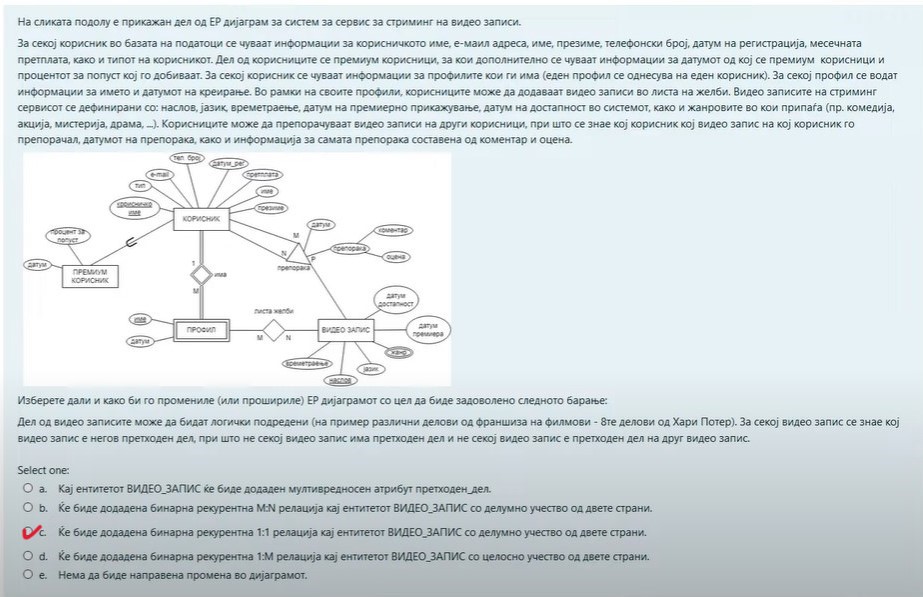 На сликата подолу е прикажан дел од ЕР дијаграм за систем за сервис за стриминг на видео записи.
За секој корисник во базата на податоци се чуваат информации за корисничкото име, е-маил адреса, име, презиме, телефонски број, датум на регистрација, месечната
претплата, како и типот на корисникот. Дел од корисниците се премиум корисници, за кои дополнително се чуваат информации за датумот од кој се премиум корисници и
процентот за попуст кој го добиваат. За секој корисник се чуваат информации за профилите кои ги има (еден профил се однесува на еден корисник). За секој профил се водат
информации за името и датумот на креирање. Во рамки на своите профили, корисниците може да додаваат видео записи во листа на желби. Видео записите на стриминг
сервисот се дефинирани со: наслов, јазик, времетраење, датум на премиерно прикажување, датум на достапност во системот, како и жанровите во кои припаѓа (пр. комедија,
акција, мистерија, драма, ...). Корисниците може да препорачуваат видео записи на други корисници, при што се знае кој корисник кој видео запис на кој корисник го
препорачал, датумот на препорака, како и информација за самата препорака составена од коментар и оцена.
тел. број
датум_рег
e-mail
претплата
тип
име
корисничко
име
презиме
КОРИСНИК
процент за
попуст
датум
M
коментар
препорака
N
P
оцена
препорака
датум
ПРЕМИУМ
КОРИСНИК
1
има
M
датум
достапност
листа желби
име
ПРОФИЛ
ВИДЕО ЗАПИС
датум
премиера
M
N
датум
жанр
времетраење
јазик
наслов
Изберете дали и како би го промениле (или прошириле) ЕР дијаграмот со цел да биде задоволено следното барање:
Дел од видео записите може да бидат логички подредени (на пример различни делови од франшиза на филмови - 8те делови од Хари Потер). За секој видео запис се знае кој
видео запис е негов претходен дел, при што не секој видео запис има претходен дел и не секој видео запис е претходен дел на друг видео запис.
Select one:
a. Кај ентитетот ВИДЕО_ЗАПИС ќе биде додаден мултивредносен атрибут претходен_дел.
b. Ќе биде додадена бинарна рекурентна M:N релација кај ентитетот ВИДЕО_ЗАПИС со делумно учество од двете страни.
c. Ќе биде додадена бинарна рекурентна 1:1 релација кај ентитетот ВИДЕО_ЗАПИС со делумно учество од двете страни.
d. Ќе биде додадена бинарна рекурентна 1:M релација кај ентитетот ВИДЕО_ЗАПИС со целосно учество од двете страни.
e. Нема да биде направена промена во дијаграмот.